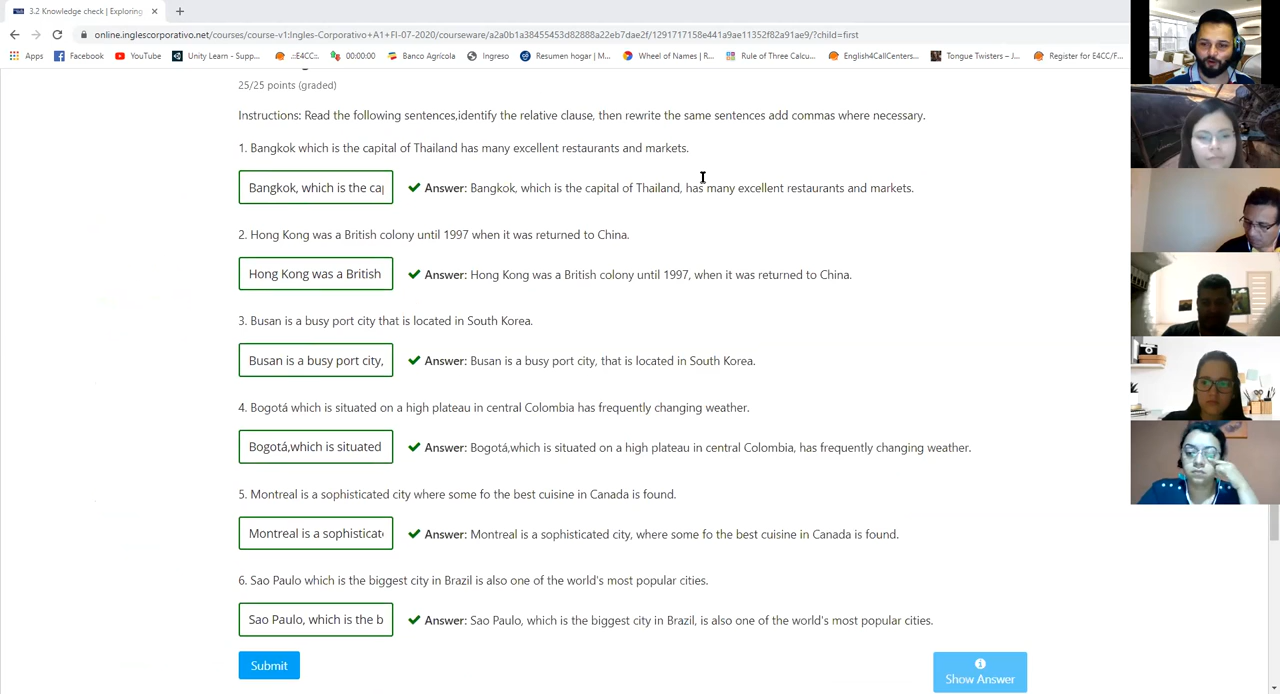 3.2 Knowledge check | Exploring
online.inglescorporativo.net/courses/course-v1:Ingles-Corporativo+A1+FI-07-2020/courseware/a2a0b1a38455453d82888a22eb7dae2f/1291717158e441a9ae11352f82a91ae9/?child=first
Apps Facebook YouTube Unity Learn - Supp... .::E4CC::. 00:00:00 Banco Agrícola Ingreso Resumen hogar | M... Wheel of Names | R... Rule of Three Calcu... English4CallCenters... Tongue Twisters – J... Register for E4CC/F...
25/25 points (graded)
Instructions: Read the following sentences,identify the relative clause, then rewrite the same sentences add commas where necessary.
1. Bangkok which is the capital of Thailand has many excellent restaurants and markets.
Bangkok, which is the ca Answer: Bangkok, which is the capital of Thailand, has many excellent restaurants and markets.
2. Hong Kong was a British colony until 1997 when it was returned to China.
Hong Kong was a British Answer: Hong Kong was a British colony until 1997, when it was returned to China.
3. Busan is a busy port city that is located in South Korea.
Busan is a busy port city, Answer: Busan is a busy port city, that is located in South Korea.
4. Bogotá which is situated on a high plateau in central Colombia has frequently changing weather.
Bogotá,which is situated Answer: Bogotá,which is situated on a high plateau in central Colombia, has frequently changing weather.
5. Montreal is a sophisticated city where some fo the best cuisine in Canada is found.
Montreal is a sophisticat Answer: Montreal is a sophisticated city, where some fo the best cuisine in Canada is found.
6. Sao Paulo which is the biggest city in Brazil is also one of the world's most popular cities.
Sao Paulo, which is the b Answer: Sao Paulo, which is the biggest city in Brazil, is also one of the world's most popular cities.
Submit
Show Answer